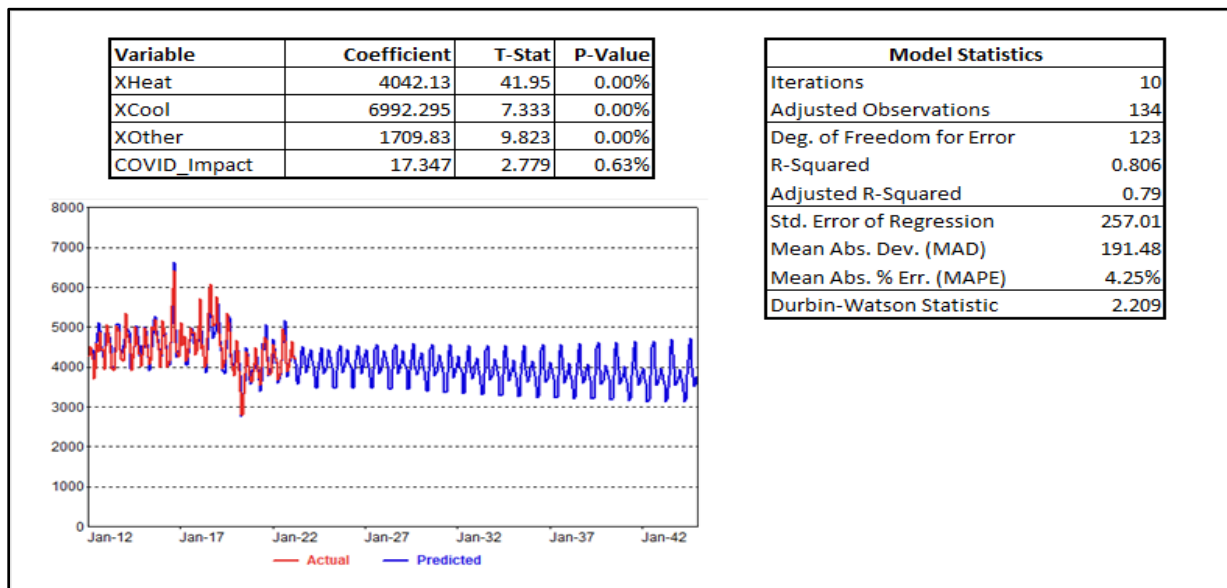 Variable Coefficient T-Stat P-Value
XHeat 4042.13 41.95 0.00%
XCool 6992.295 7.333 0.00%
XOther 1709.83 9.823 0.00%
COVID_Impact 17.347 2.779 0.63%
Model Statistics
Iterations 10
Adjusted Observations 134
Deg. of Freedom for Error 123
R-Squared 0.806
Adjusted R-Squared 0.79
Std. Error of Regression 257.01
Mean Abs. Dev. (MAD) 191.48
Mean Abs. % Err. (MAPE) 4.25%
Durbin-Watson Statistic 2.209
8000
7000
6000
5000
4000
3000
2000
1000
0
Jan-12 Jan-17 Jan-22 Jan-27 Jan-32 Jan-37 Jan-42
Actual Predicted